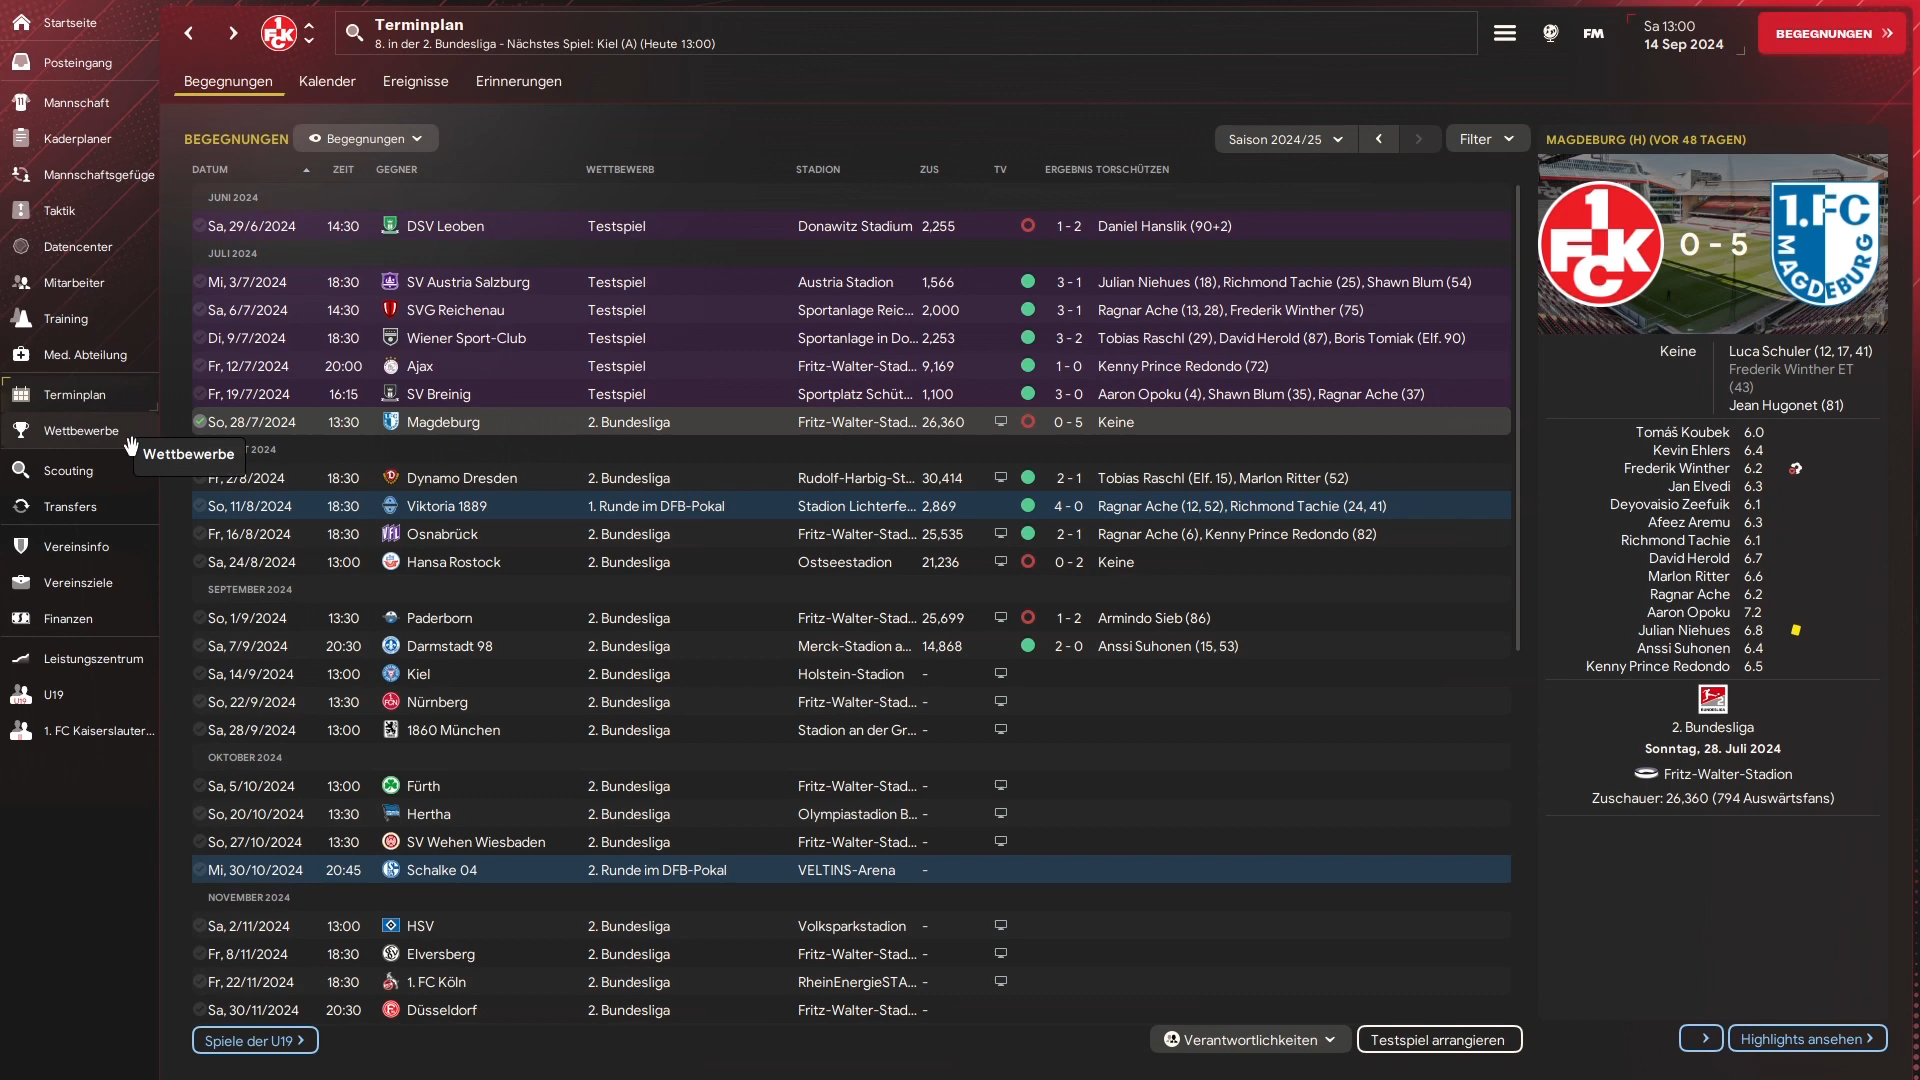 Startseite
Posteingang
Mannschaft
Kaderplaner
Mannschaftsgefüge
Taktik
Datencenter
Mitarbeiter
Training
Med. Abteilung
Terminplan
Wettbewerbe
Wettbewerbe
Scouting
Transfers
Vereinsinfo
Vereinsziele
Finanzen
Leistungszentrum
U19
1. FC Kaiserslauter...
Terminplan
8. in der 2. Bundesliga - Nächstes Spiel: Kiel (A) (Heute 13:00)
FM
Sa 13:00
14 Sep 2024
BEGEGNUNGEN
Begegnungen Kalender Ereignisse Erinnerungen
BEGEGNUNGEN Begegnungen Saison 2024/25 Filter
DATUM ZEIT GEGNER WETTBEWERB STADION ZUS TV ERGEBNIS TORSCHÜTZEN
JUNI 2024
Sa, 29/6/2024 14:30 DSV Leoben Testspiel Donawitz Stadium 2,255 1 - 2 Daniel Hanslik (90+2)
JULI 2024
Mi, 3/7/2024 18:30 SV Austria Salzburg Testspiel Austria Stadion 1,566 3 - 1 Julian Niehues (18), Richmond Tachie (25), Shawn Blum (54)
Sa, 6/7/2024 14:30 SVG Reichenau Testspiel Sportanlage Reic... 2,000 3 - 1 Ragnar Ache (13, 28), Frederik Winther (75)
Di, 9/7/2024 18:30 Wiener Sport-Club Testspiel Sportanlage in Do... 2,253 3 - 2 Tobias Raschl (29), David Herold (87), Boris Tomiak (Elf. 90)
Fr, 12/7/2024 20:00 Ajax Testspiel Fritz-Walter-Stad... 9,169 1 - 0 Kenny Prince Redondo (72)
Fr, 19/7/2024 16:15 SV Breinig Testspiel Sportplatz Schüt... 1,100 3 - 0 Aaron Opoku (4), Shawn Blum (35), Ragnar Ache (37)
So, 28/7/2024 13:30 Magdeburg 2. Bundesliga Fritz-Walter-Stad... 26,360 0 - 5 Keine
T 2024
Fr, 2/8/2024 18:30 Dynamo Dresden 2. Bundesliga Rudolf-Harbig-St... 30,414 2 - 1 Tobias Raschl (Elf. 15), Marlon Ritter (52)
So, 11/8/2024 18:30 Viktoria 1889 1. Runde im DFB-Pokal Stadion Lichterfe... 2,869 4 - 0 Ragnar Ache (12, 52), Richmond Tachie (24, 41)
Fr, 16/8/2024 18:30 Osnabrück 2. Bundesliga Fritz-Walter-Stad... 25,535 2 - 1 Ragnar Ache (6), Kenny Prince Redondo (82)
Sa, 24/8/2024 13:00 Hansa Rostock 2. Bundesliga Ostseestadion 21,236 0 - 2 Keine
SEPTEMBER 2024
So, 1/9/2024 13:30 Paderborn 2. Bundesliga Fritz-Walter-Stad... 25,699 1 - 2 Armindo Sieb (86)
Sa, 7/9/2024 20:30 Darmstadt 98 2. Bundesliga Merck-Stadion a... 14,868 2 - 0 Anssi Suhonen (15, 53)
Sa, 14/9/2024 13:00 Kiel 2. Bundesliga Holstein-Stadion -
So, 22/9/2024 13:30 Nürnberg 2. Bundesliga Fritz-Walter-Stad... -
Sa, 28/9/2024 13:00 1860 München 2. Bundesliga Stadion an der Gr... -
OKTOBER 2024
Sa, 5/10/2024 13:00 Fürth 2. Bundesliga Fritz-Walter-Stad... -
So, 20/10/2024 13:30 Hertha 2. Bundesliga Olympiastadion B... -
So, 27/10/2024 13:30 SV Wehen Wiesbaden 2. Bundesliga Fritz-Walter-Stad... -
Mi, 30/10/2024 20:45 Schalke 04 2. Runde im DFB-Pokal VELTINS-Arena -
NOVEMBER 2024
Sa, 2/11/2024 13:00 HSV 2. Bundesliga Volksparkstadion -
Fr, 8/11/2024 18:30 Elversberg 2. Bundesliga Fritz-Walter-Stad... -
Fr, 22/11/2024 18:30 1. FC Köln 2. Bundesliga RheinEnergieSTA... -
Sa, 30/11/2024 20:30 Düsseldorf 2. Bundesliga Fritz-Walter-Stad... -
Spiele der U19
Verantwortlichkeiten
Testspiel arrangieren
MAGDEBURG (H) (VOR 48 TAGEN)
1 FCK 0 - 5 1.FC MAGDEBURG
Keine
Luca Schuler (12, 17, 41)
Frederik Winther ET
(43)
Jean Hugonet (81)
Tomáš Koubek 6.0
Kevin Ehlers 6.4
Frederik Winther 6.2
Jan Elvedi 6.3
Deyovaisio Zeefuik 6.1
Afeez Aremu 6.3
Richmond Tachie 6.1
David Herold 6.7
Marlon Ritter 6.6
Ragnar Ache 6.2
Aaron Opoku 7.2
Julian Niehues 6.8
Anssi Suhonen 6.4
Kenny Prince Redondo 6.5
2. Bundesliga
Sonntag, 28. Juli 2024
Fritz-Walter-Stadion
Zuschauer: 26,360 (794 Auswärtsfans)
Highlights ansehen